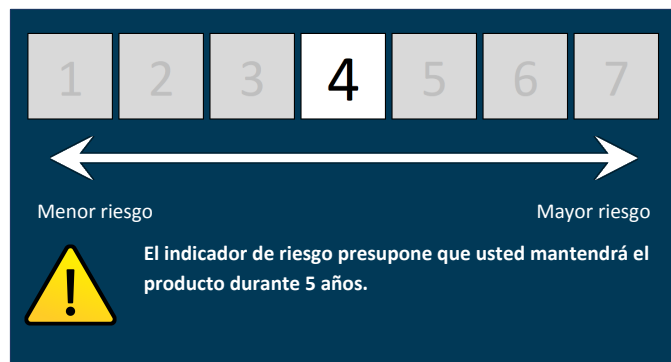 1 2 3 4 5 6 7
Menor riesgo Mayor riesgo
El indicador de riesgo presupone que usted mantendrá el
producto durante 5 años.